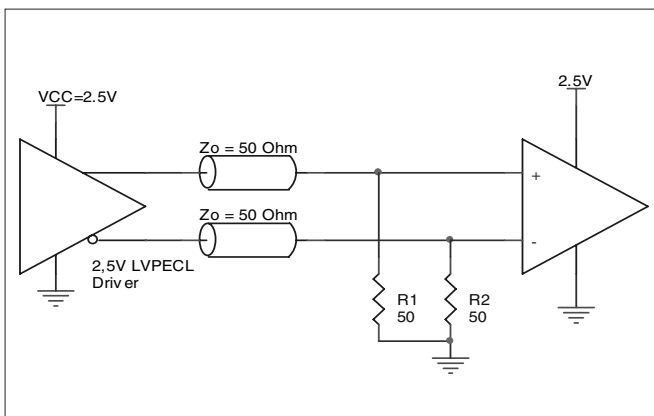 VCC=2.5V
2.5V
Zo = 50 Ohm
+
Zo = 50 Ohm
-
2,5V LVPECL
Driver
R1
50
R2
50